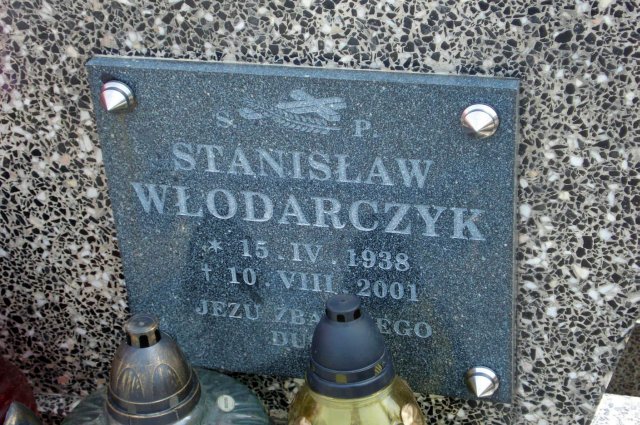 S. P.
STANISŁAW
WŁODARCZYK
* 15.IV.1938
† 10.VIII.2001
JEZU